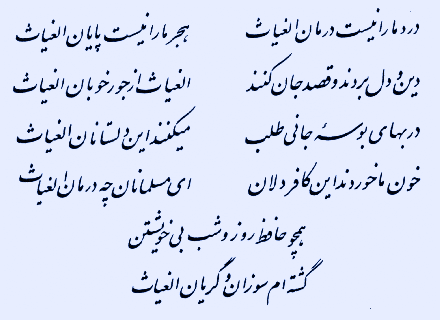 درد ما را نیست درمان الغیاث هجر ما را نیست پایان الغیاث
دین و دل بردند و قصد جان کنند الغیاث از جور خوبان الغیاث
در بهای بوسهٔ جانی طلب میکنند این دلستانان الغیاث
خون ما خوردند این کافر دلان ای مسلمانان چه درمان الغیاث
همچو حافظ روز و شب بی خویشتن
گشته ام سوزان و گریان الغیاث